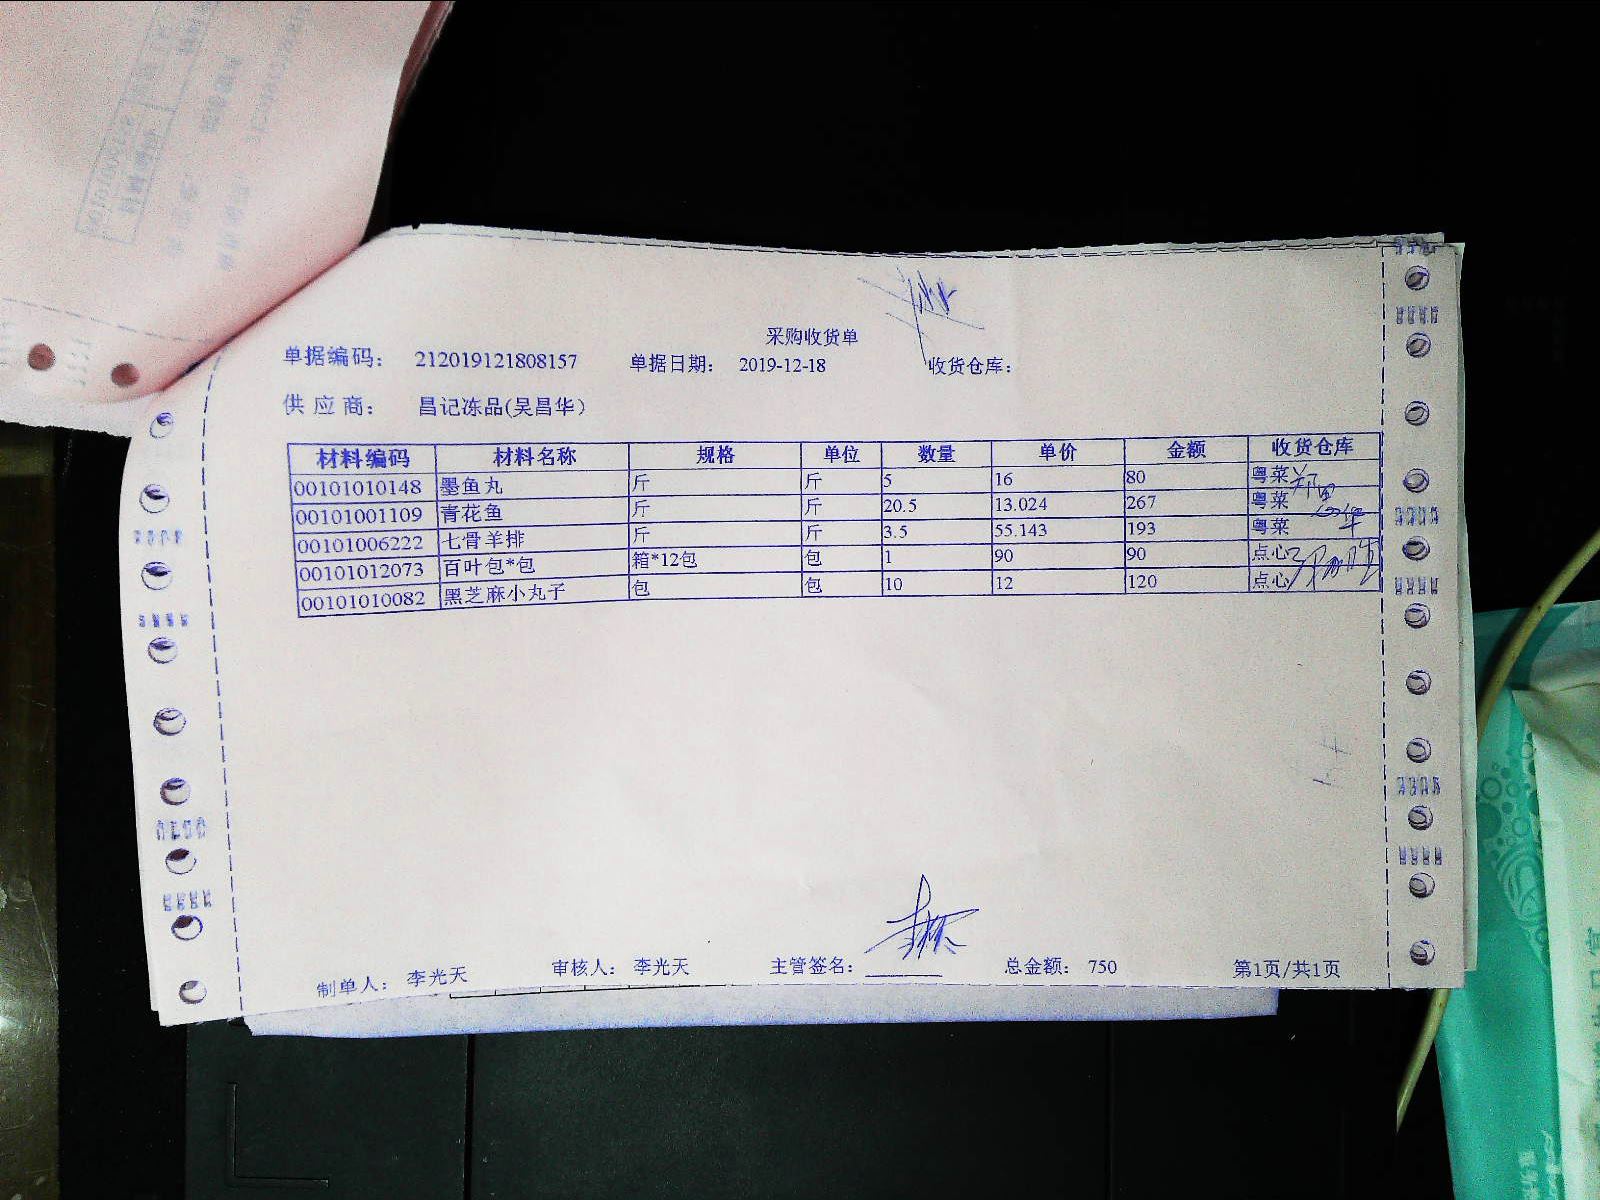 采购收货单
单据编码： 212019121808157 单据日期： 2019-12-18 收货仓库：
供 应 商： 昌记冻品(吴昌华）
材料编码 材料名称 规格 单位 数量 单价 金额 收货仓库
00101010148 墨鱼丸 斤 斤 5 16 80 粤菜
00101001109 青花鱼 斤 斤 20.5 13.024 267 粤菜
00101006222 七骨羊排 斤 斤 3.5 55.143 193 粤菜
00101012073 百叶包*包 箱*12包 包 1 90 90 点心
00101010082 黑芝麻小丸子 包 包 10 12 120 点心
制单人： 李光天 审核人： 李光天 主管签名： 总金额： 750 第1页/共1页